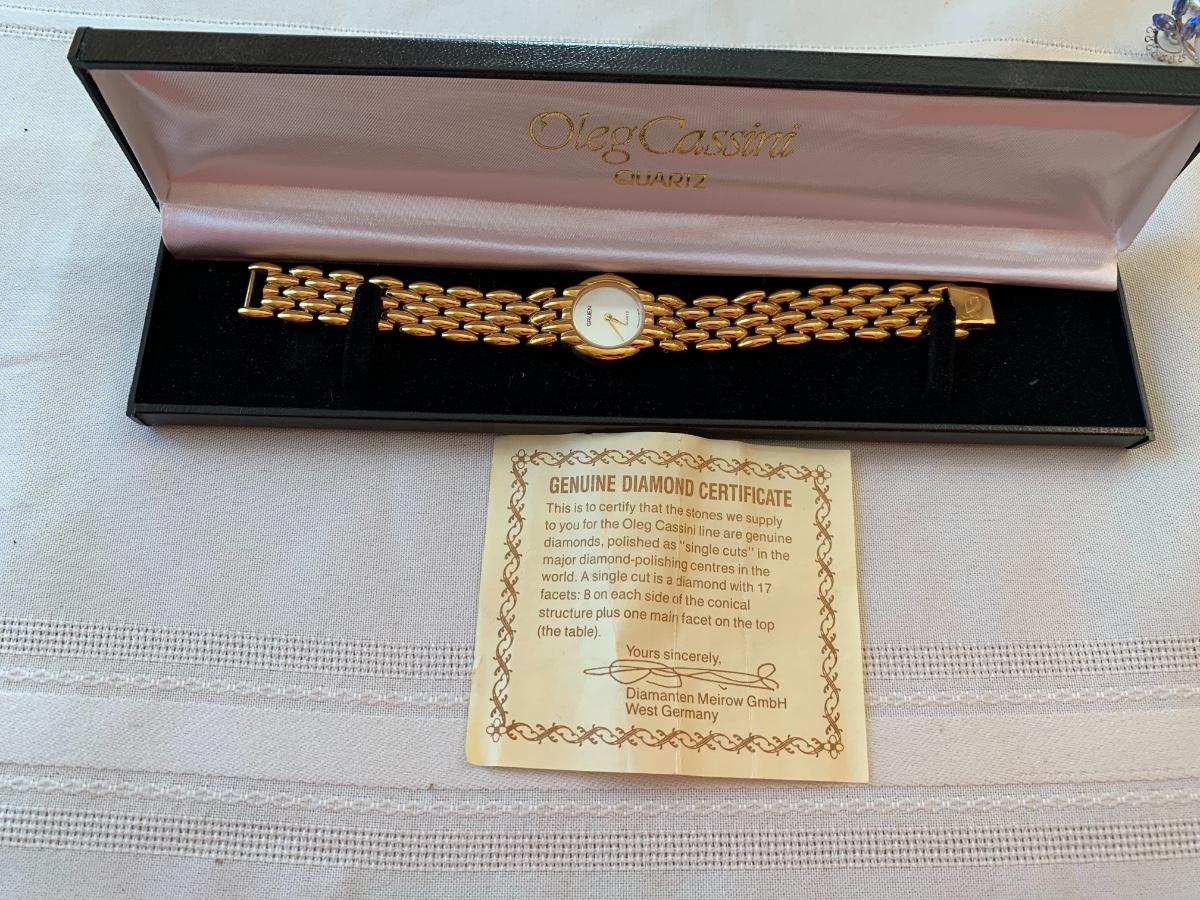 Oleg Cassini
QUARTZ
GRUEN
QUARTZ
GENUINE DIAMOND CERTIFICATE
This is to certify that the stones we supply
to you for the Oleg Cassini line are genuine
diamonds, polished as "single cuts" in the
major diamond-polishing centres in the
world. A single cut is a diamond with 17
facets: 8 on each side of the conical
structure plus one main facet on the top
(the table).
Yours sincerely,
Diamanten Meirow GmbH
West Germany